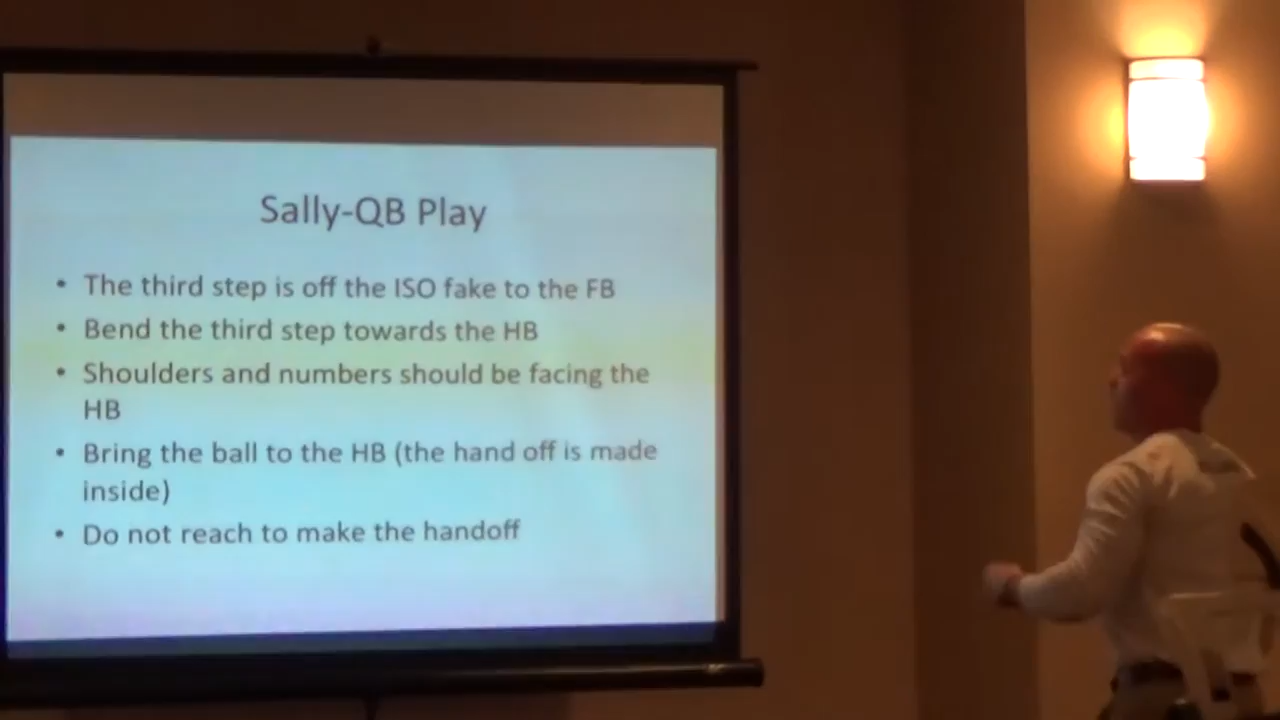 Sally-QB Play
• The third step is off the ISO fake to the FB
• Bend the third step towards the HB
• Shoulders and numbers should be facing the
HB
• Bring the ball to the HB (the hand off is made
inside)
• Do not reach to make the handoff